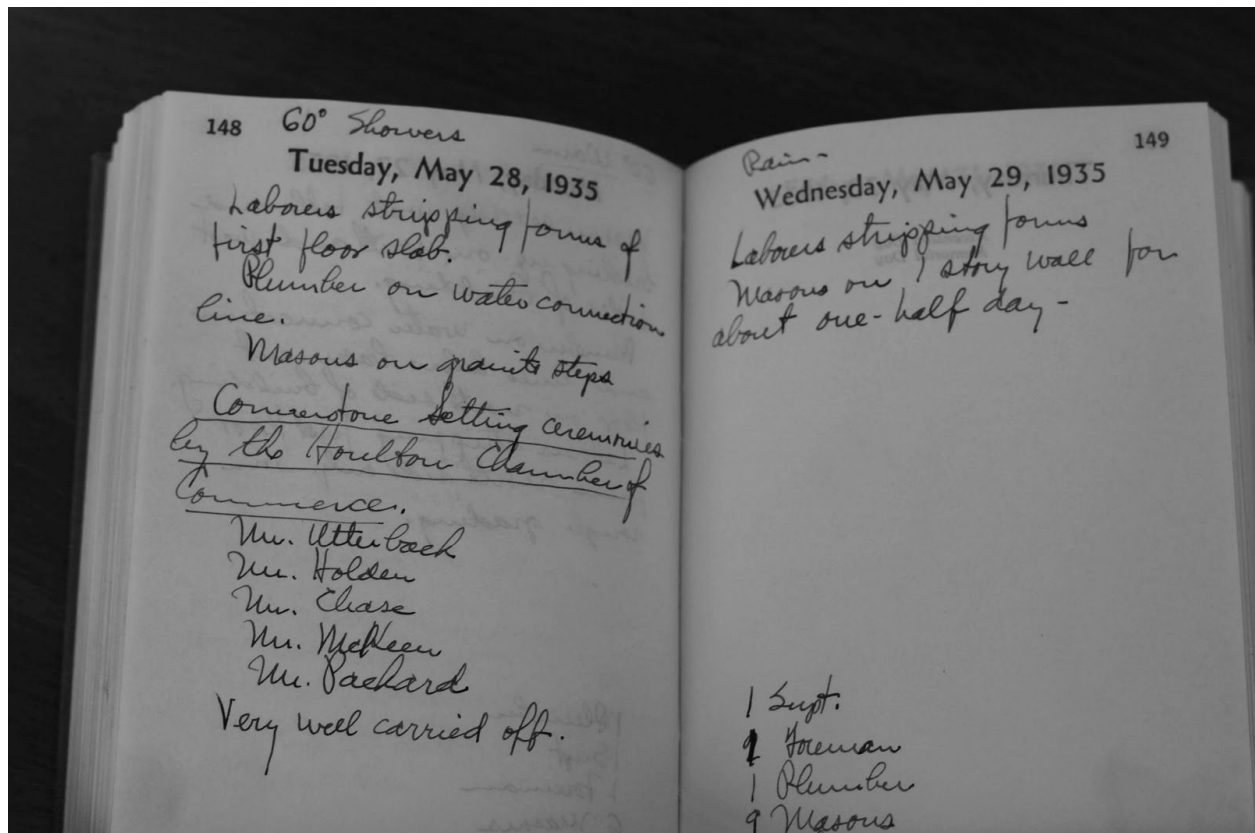 148 60° Showers
Tuesday, May 28, 1935
Laborers stripping forms of
first floor slab.
Plumber on water connection
line.
Masons on granite steps
Cornerstone setting ceremonies
by the Houlton Chamber of
Commerce.
Mr. Utterback
Mr. Holden
Mr. Chase
Mr. McKeen
Mr. Packard
Very well carried off.
Rain - 149
Wednesday, May 29, 1935
Laborers stripping forms
Masons on 1 story wall for
about one-half day -
1 Supt.
Foreman
1 Plumber
9 Masons